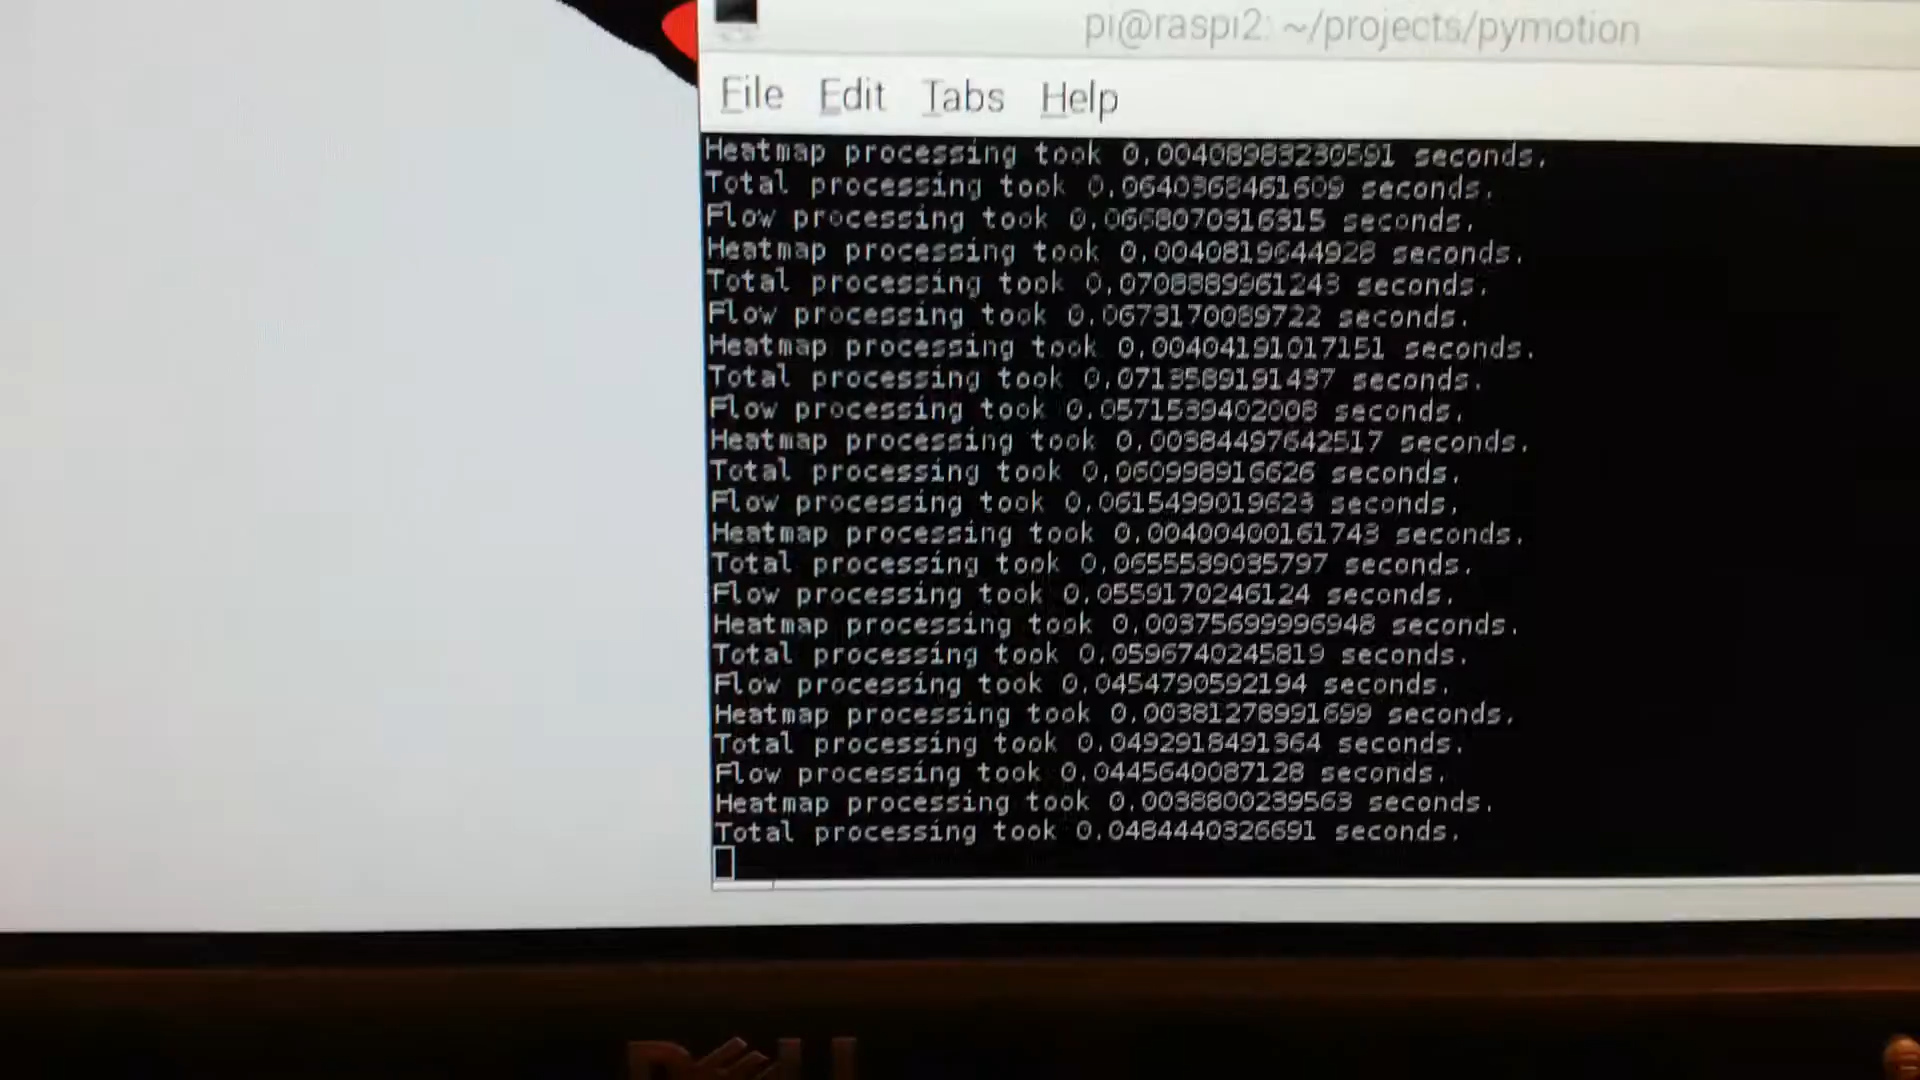 pi@raspi2: ~/projects/pymotion
File Edit Tabs Help
Heatmap processing took 0.00408983230591 seconds.
Total processing took 0.0640368461609 seconds.
Flow processing took 0.0668070316315 seconds.
Heatmap processing took 0.0040819644928 seconds.
Total processing took 0.0708889961243 seconds.
Flow processing took 0.0673170089722 seconds.
Heatmap processing took 0.00404191017151 seconds.
Total processing took 0.0713589191437 seconds.
Flow processing took 0.0571539402008 seconds.
Heatmap processing took 0.00384497642517 seconds.
Total processing took 0.060998916626 seconds.
Flow processing took 0.0615499019623 seconds.
Heatmap processing took 0.00400400161743 seconds.
Total processing took 0.0655539035797 seconds.
Flow processing took 0.0559170246124 seconds.
Heatmap processing took 0.00375699996948 seconds.
Total processing took 0.0596740245819 seconds.
Flow processing took 0.0454790592194 seconds.
Heatmap processing took 0.00381278991699 seconds.
Total processing took 0.0492918491364 seconds.
Flow processing took 0.0445640087128 seconds.
Heatmap processing took 0.0038800239563 seconds.
Total processing took 0.0484440326691 seconds.
DELL